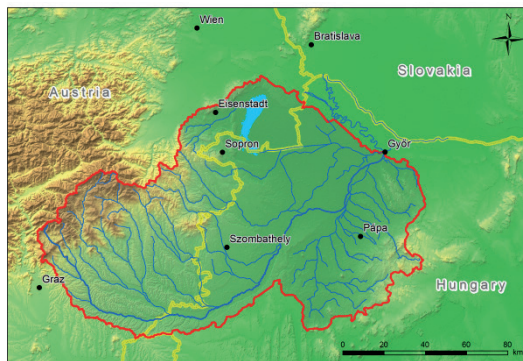 Wien
N
Bratislava
Slovakia
Austria
Eisenstadt
Sopron
Győr
Szombathely
Pápa
Graz
Hungary
0 20 40 60 80
km